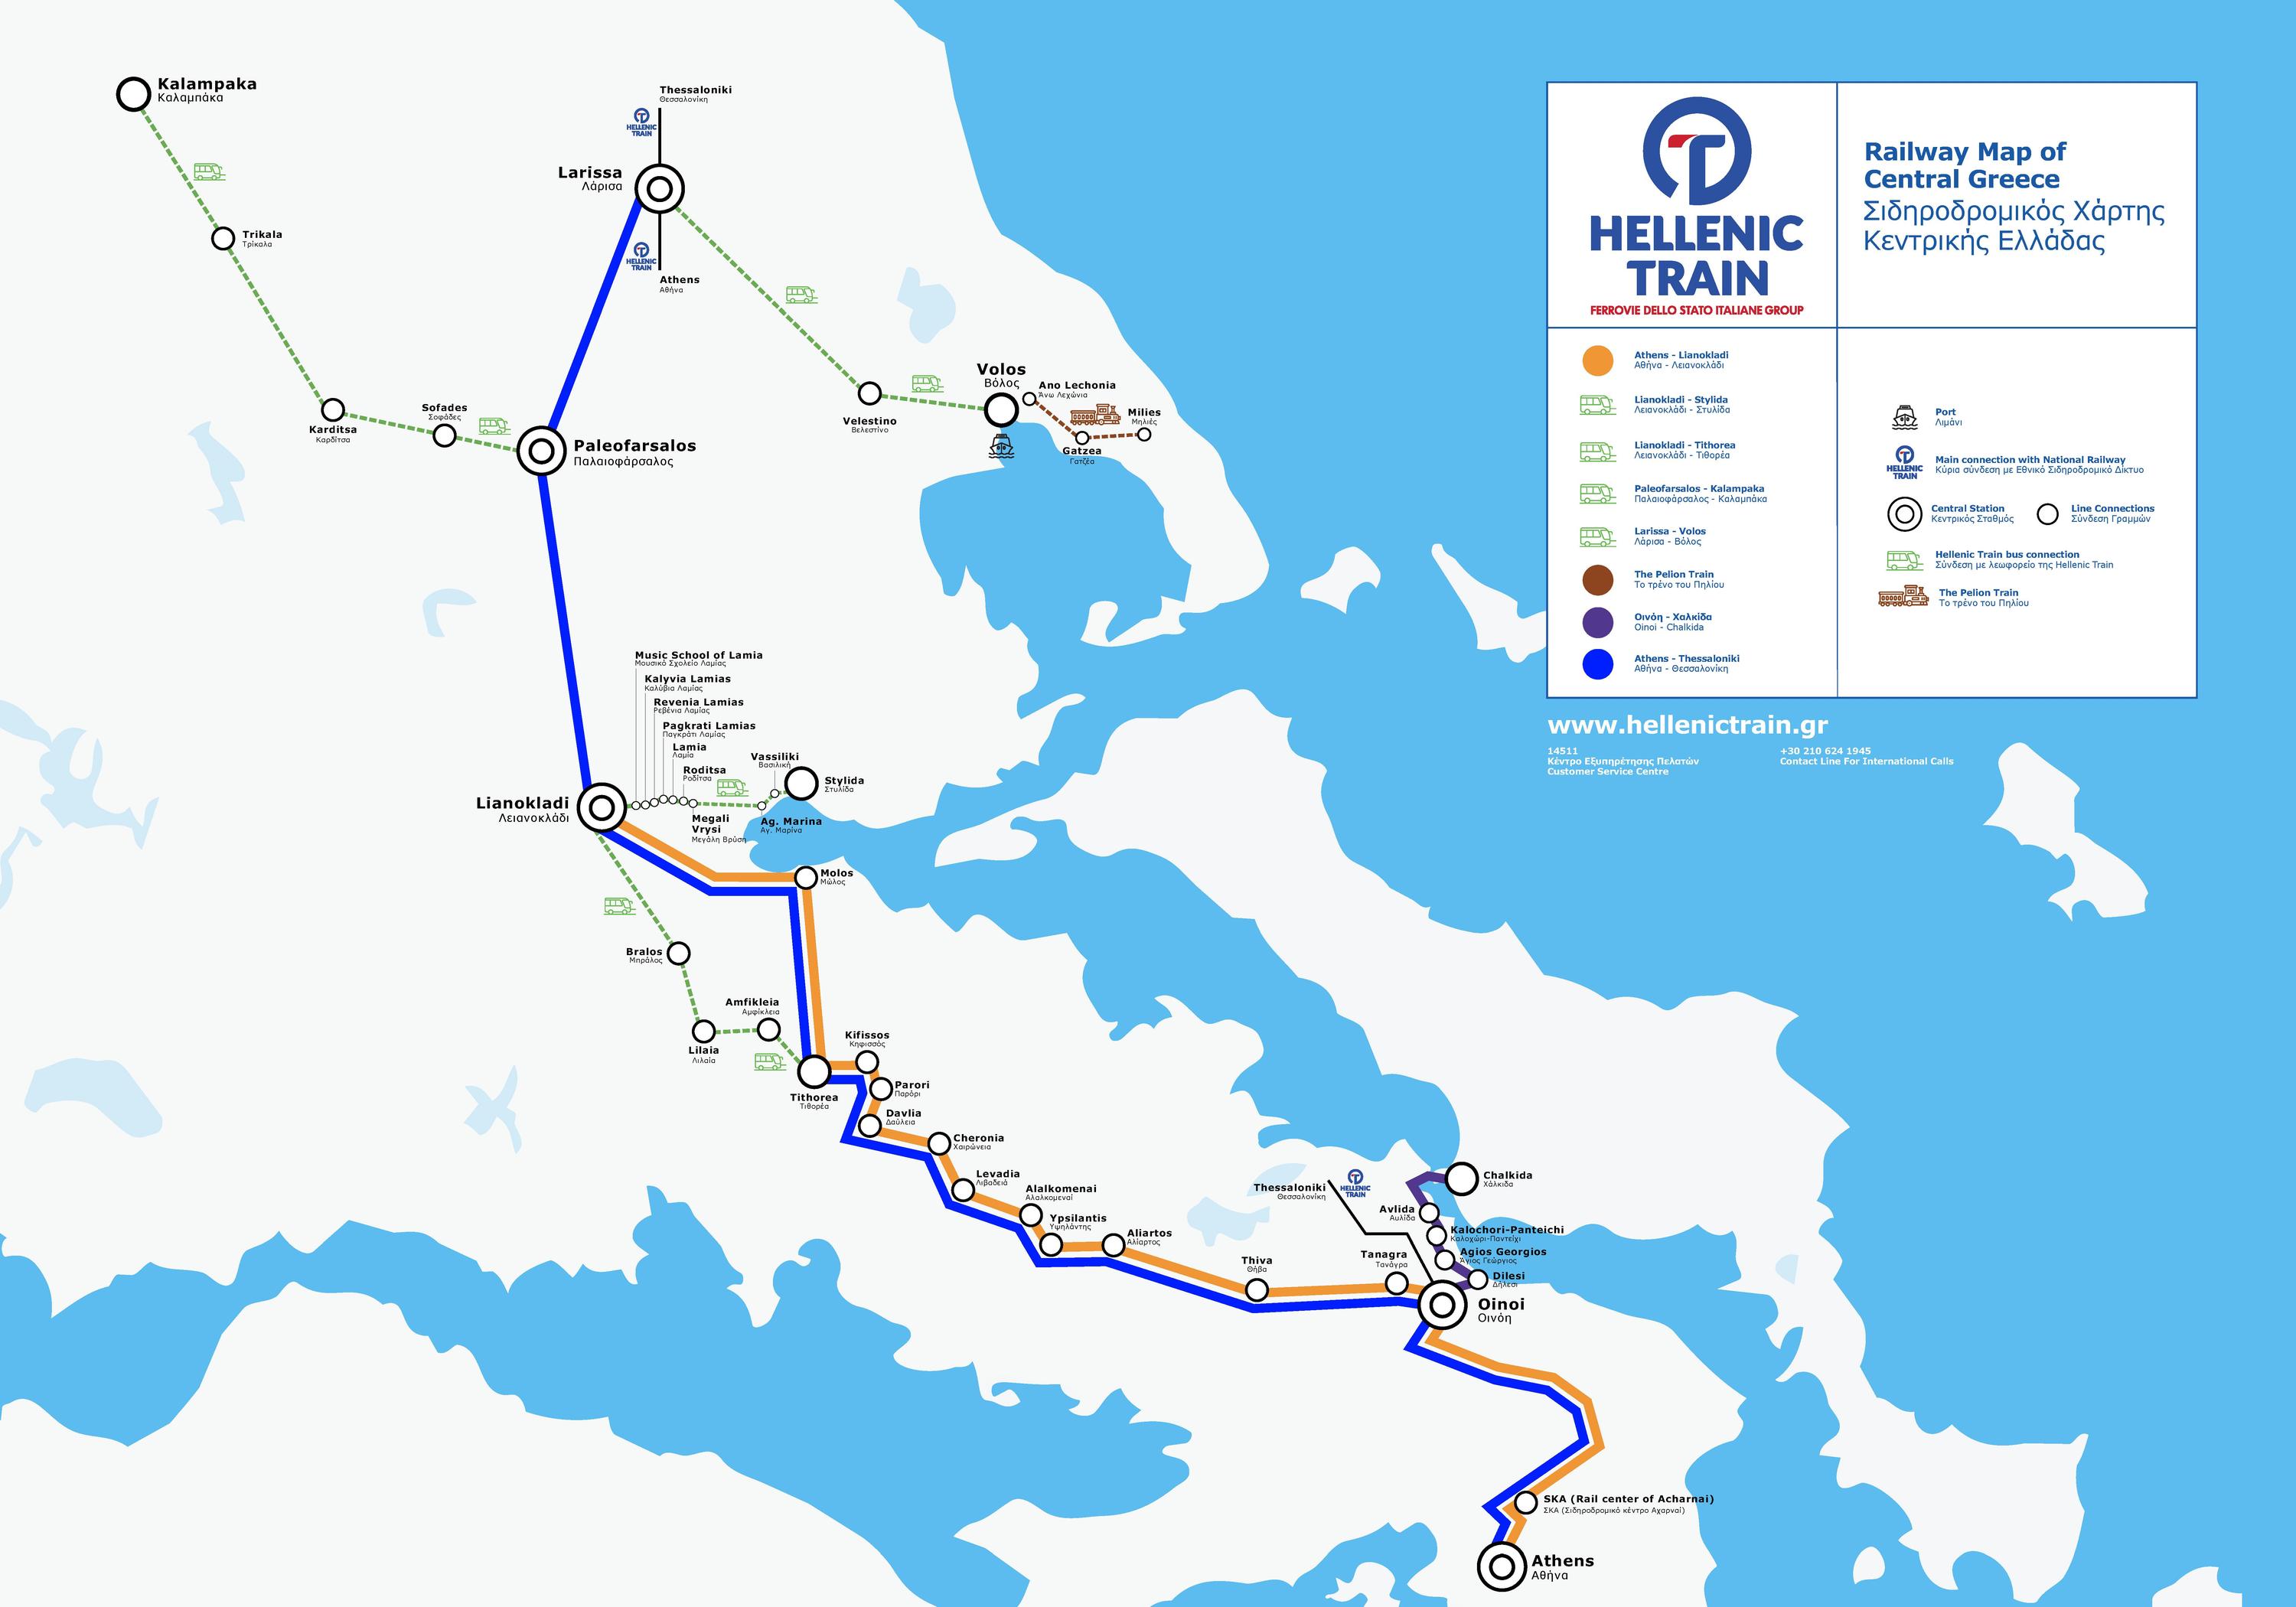 Kalampaka
Καλαμπάκα
Trikala
Τρίκαλα
Karditsa
Καρδίτσα
Sofades
Σοφάδες
Thessaloniki
Θεσσαλονίκη
HELLENIC
TRAIN
Larissa
Λάρισα
HELLENIC
TRAIN
Athens
Αθήνα
Paleofarsalos
Παλαιοφάρσαλος
Velestino
Βελεστίνο
Volos
Βόλος
Ano Lechonia
Άνω Λεχώνια
Gatzea
Γατζέα
Milies
Μηλιές
Music School of Lamia
Μουσικό Σχολείο Λαμίας
Kalyvia Lamias
Καλύβια Λαμίας
Revenia Lamias
Ρεβένια Λαμίας
Pagkrati Lamias
Παγκράτι Λαμίας
Lamia
Λαμία
Roditsa
Ροδίτσα
Megali
Vrysi
Μεγάλη Βρύση
Vassiliki
Βασιλική
Ag. Marina
Αγ. Μαρίνα
Stylida
Στυλίδα
Lianokladi
Λειανοκλάδι
Molos
Μώλος
Bralos
Μπράλος
Lilaia
Λιλαία
Amfikleia
Αμφίκλεια
Tithorea
Τιθορέα
Kifissos
Κηφισσός
Parori
Παρόρι
Davlia
Δαύλεια
Cheronia
Χαιρώνεια
Levadia
Λιβαδειά
Alalkomenai
Αλαλκομεναί
Ypsilantis
Υψηλάντης
Aliartos
Αλίαρτος
Thiva
Θήβα
Tanagra
Τανάγρα
Thessaloniki
Θεσσαλονίκη
HELLENIC
TRAIN
Chalkida
Χάλκιδα
Avlida
Αυλίδα
Kalochori-Panteichi
Καλοχώρι-Παντείχι
Agios Georgios
Άγιος Γεώργιος
Dilesi
Δήλεσι
Oinoi
Οινόη
SKA (Rail center of Acharnai)
ΣΚΑ (Σιδηροδρομικό κέντρο Αχαρναί)
Athens
Αθήνα
HELLENIC
TRAIN
FERROVIE DELLO STATO ITALIANE GROUP
Railway Map of
Central Greece
Σιδηροδρομικός Χάρτης
Κεντρικής Ελλάδας
Athens - Lianokladi
Αθήνα - Λειανοκλάδι
Lianokladi - Stylida
Λειανοκλάδι - Στυλίδα
Lianokladi - Tithorea
Λειανοκλάδι - Τιθορέα
Paleofarsalos - Kalampaka
Παλαιοφάρσαλος - Καλαμπάκα
Larissa - Volos
Λάρισα - Βόλος
The Pelion Train
Το τρένο του Πηλίου
Οινόη - Χαλκίδα
Oinoi - Chalkida
Athens - Thessaloniki
Αθήνα - Θεσσαλονίκη
Port
Λιμάνι
HELLENIC
TRAIN
Main connection with National Railway
Κύρια σύνδεση με Εθνικό Σιδηροδρομικό Δίκτυο
Central Station
Κεντρικός Σταθμός
Line Connections
Σύνδεση Γραμμών
Hellenic Train bus connection
Σύνδεση με λεωφορείο της Hellenic Train
The Pelion Train
Το τρένο του Πηλίου
www.hellenictrain.gr
14511
Κέντρο Εξυπηρέτησης Πελατών
Customer Service Centre
+30 210 624 1945
Contact Line For International Calls